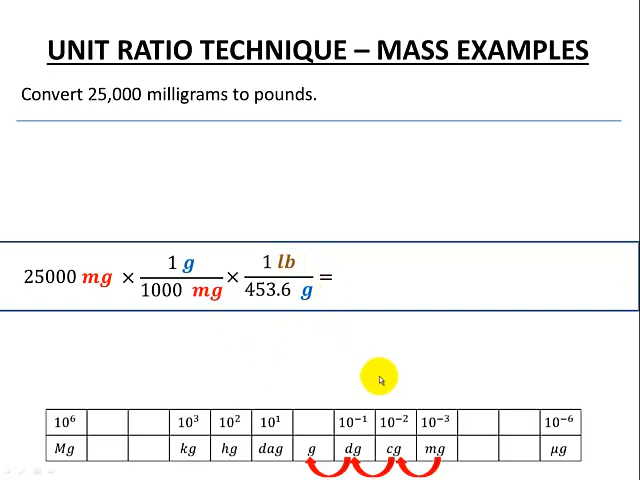 UNIT RATIO TECHNIQUE – MASS EXAMPLES
Convert 25,000 milligrams to pounds.
25000 mg × 1 g / 1000 mg × 1 lb / 453.6 g =
10⁶ 10³ 10² 10¹ 10⁻¹ 10⁻² 10⁻³ 10⁻⁶
Mg kg hg dag g dg cg mg μg